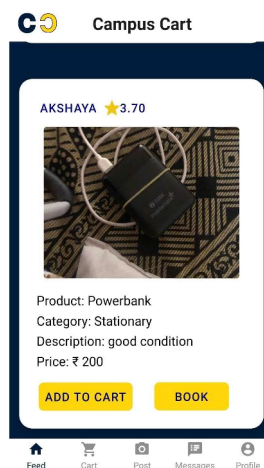 Campus Cart
AKSHAYA ⭐3.70
Product: Powerbank
Category: Stationary
Description: good condition
Price: ₹ 200
ADD TO CART BOOK
Feed Cart Post Messages Profile